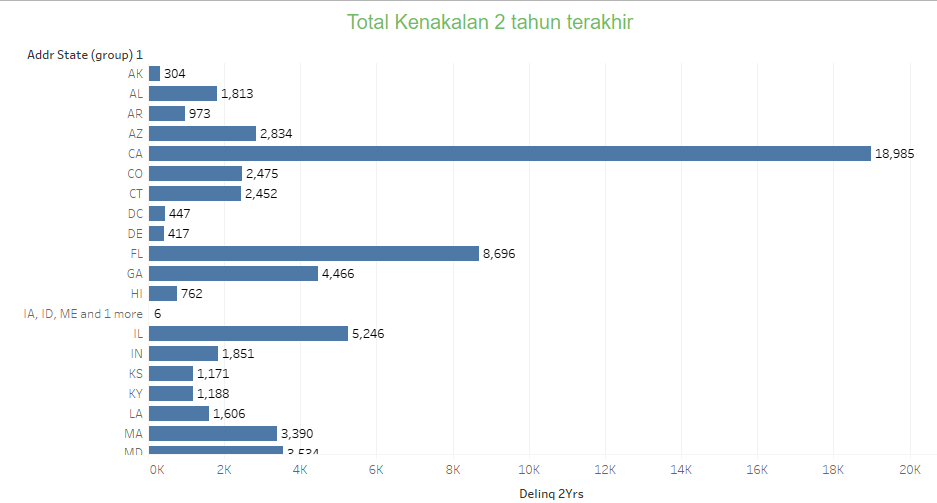 Total Kenakalan 2 tahun terakhir
Addr State (group) 1
AK 304
AL 1,813
AR 973
AZ 2,834
CA 18,985
CO 2,475
CT 2,452
DC 447
DE 417
FL 8,696
GA 4,466
HI 762
IA, ID, ME and 1 more 6
IL 5,246
IN 1,851
KS 1,171
KY 1,188
LA 1,606
MA 3,390
MD 3,534
0K 2K 4K 6K 8K 10K 12K 14K 16K 18K 20K
Delinq 2Yrs